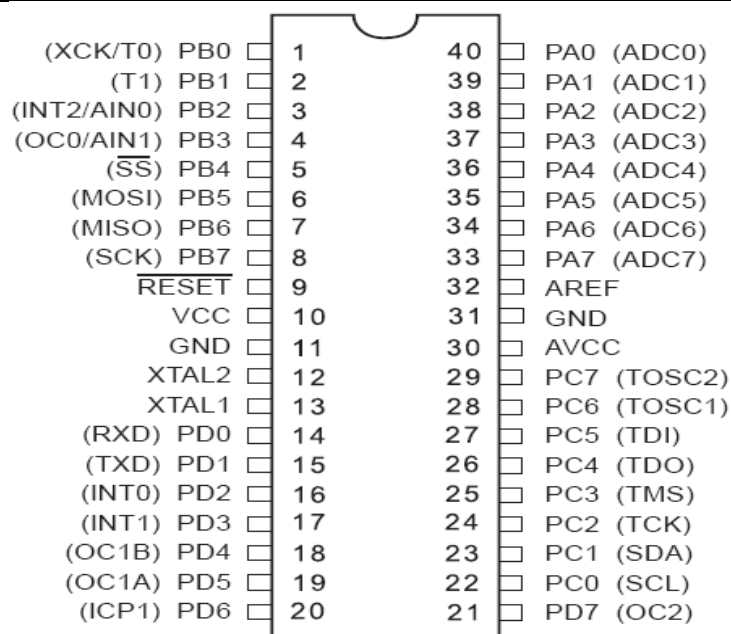 (XCK/T0) PB0 1 40 PA0 (ADC0)
(T1) PB1 2 39 PA1 (ADC1)
(INT2/AIN0) PB2 3 38 PA2 (ADC2)
(OC0/AIN1) PB3 4 37 PA3 (ADC3)
(S̅S̅) PB4 5 36 PA4 (ADC4)
(MOSI) PB5 6 35 PA5 (ADC5)
(MISO) PB6 7 34 PA6 (ADC6)
(SCK) PB7 8 33 PA7 (ADC7)
R̅E̅S̅E̅T̅ 9 32 AREF
VCC 10 31 GND
GND 11 30 AVCC
XTAL2 12 29 PC7 (TOSC2)
XTAL1 13 28 PC6 (TOSC1)
(RXD) PD0 14 27 PC5 (TDI)
(TXD) PD1 15 26 PC4 (TDO)
(INT0) PD2 16 25 PC3 (TMS)
(INT1) PD3 17 24 PC2 (TCK)
(OC1B) PD4 18 23 PC1 (SDA)
(OC1A) PD5 19 22 PC0 (SCL)
(ICP1) PD6 20 21 PD7 (OC2)